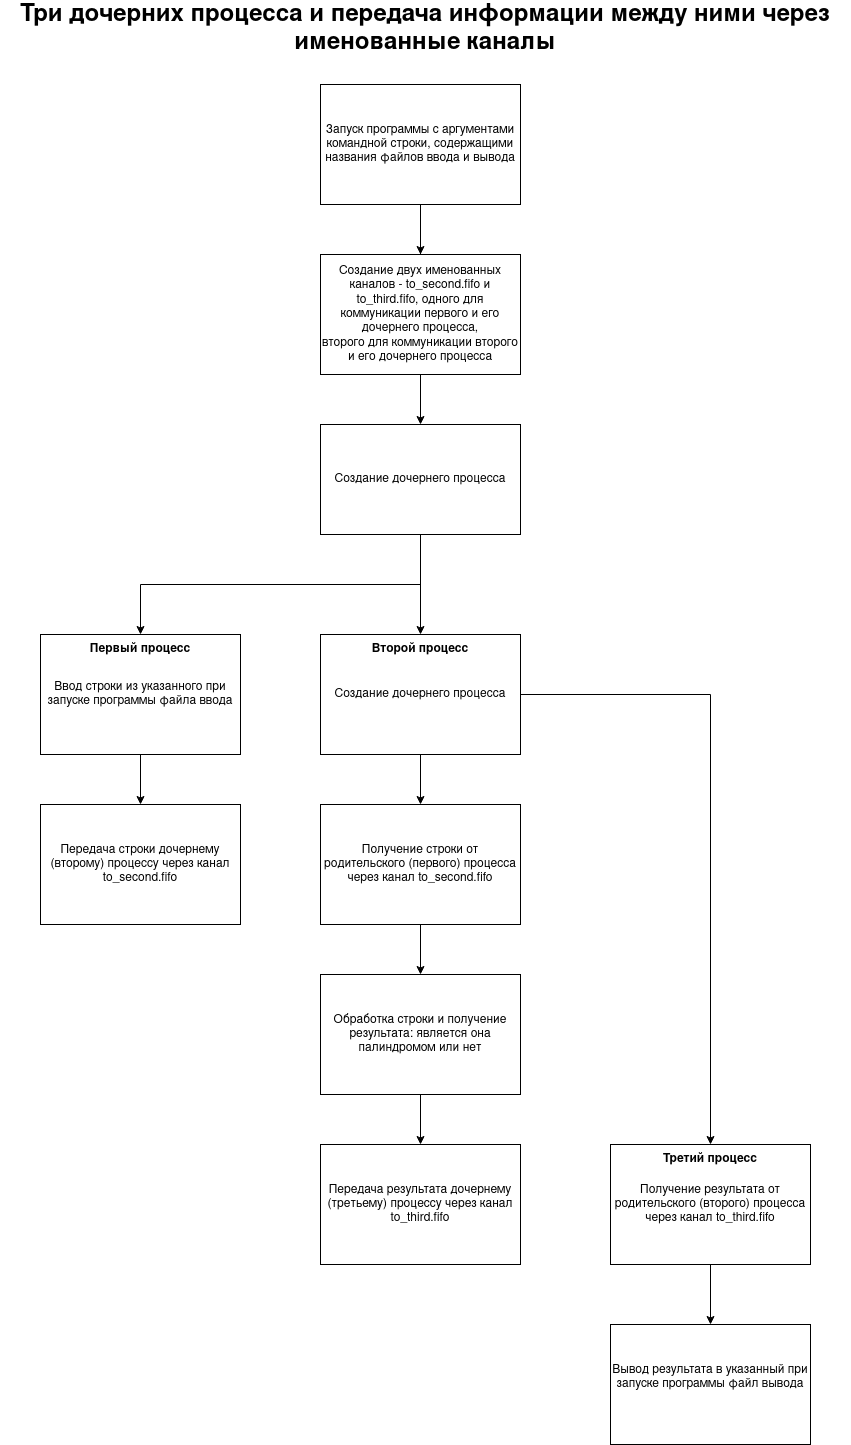 Три дочерних процесса и передача информации между ними через
именованные каналы
Запуск программы с аргументами
командной строки, содержащими
названия файлов ввода и вывода
Создание двух именованных
каналов - to_second.fifo и
to_third.fifo, одного для
коммуникации первого и его
дочернего процесса,
второго для коммуникации второго
и его дочернего процесса
Создание дочернего процесса
Первый процесс
Ввод строки из указанного при
запуске программы файла ввода
Второй процесс
Создание дочернего процесса
Передача строки дочернему
(второму) процессу через канал
to_second.fifo
Получение строки от
родительского (первого) процесса
через канал to_second.fifo
Обработка строки и получение
результата: является она
палиндромом или нет
Передача результата дочернему
(третьему) процессу через канал
to_third.fifo
Третий процесс
Получение результата от
родительского (второго) процесса
через канал to_third.fifo
Вывод результата в указанный при
запуске программы файл вывода